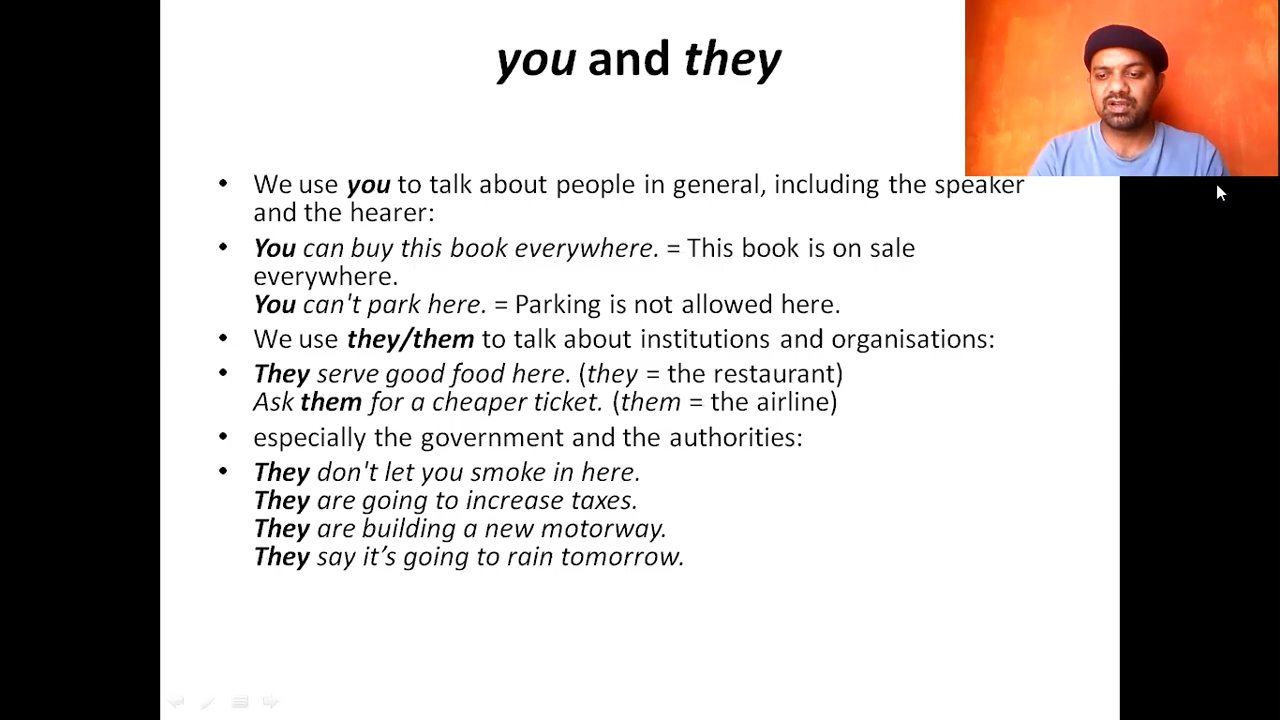 you and they
• We use you to talk about people in general, including the speaker
and the hearer:
• You can buy this book everywhere. = This book is on sale
everywhere.
You can't park here. = Parking is not allowed here.
• We use they/them to talk about institutions and organisations:
• They serve good food here. (they = the restaurant)
Ask them for a cheaper ticket. (them = the airline)
• especially the government and the authorities:
• They don't let you smoke in here.
They are going to increase taxes.
They are building a new motorway.
They say it’s going to rain tomorrow.